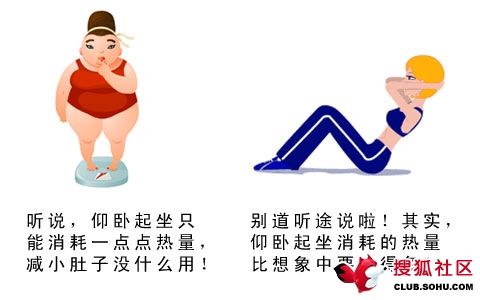 听说，仰卧起坐只
能消耗一点点热量，
减小肚子没什么用！
别道听途说啦！其实，
仰卧起坐消耗的热量
比想象中要
得
搜狐社区
CLUB.SOHU.COM